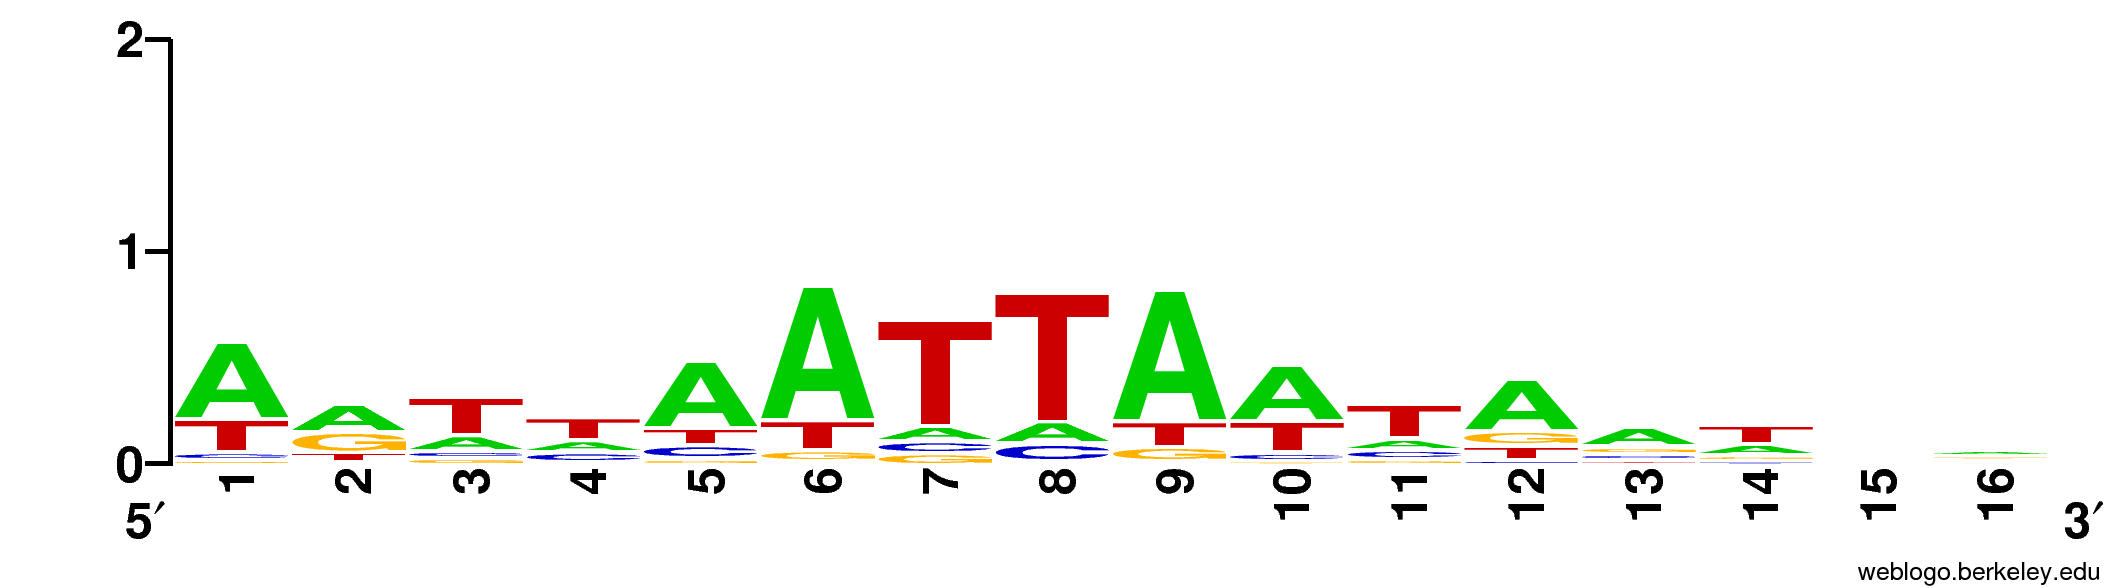 2
1
0
A A T T A A T T A A T A A T
T G A A T T A A T T A G G A
C T C C C G C C G C C T C G
G G G G G G C G C
1 2 3 4 5 6 7 8 9 10 11 12 13 14 15 16
5′ 3′
weblogo.berkeley.edu